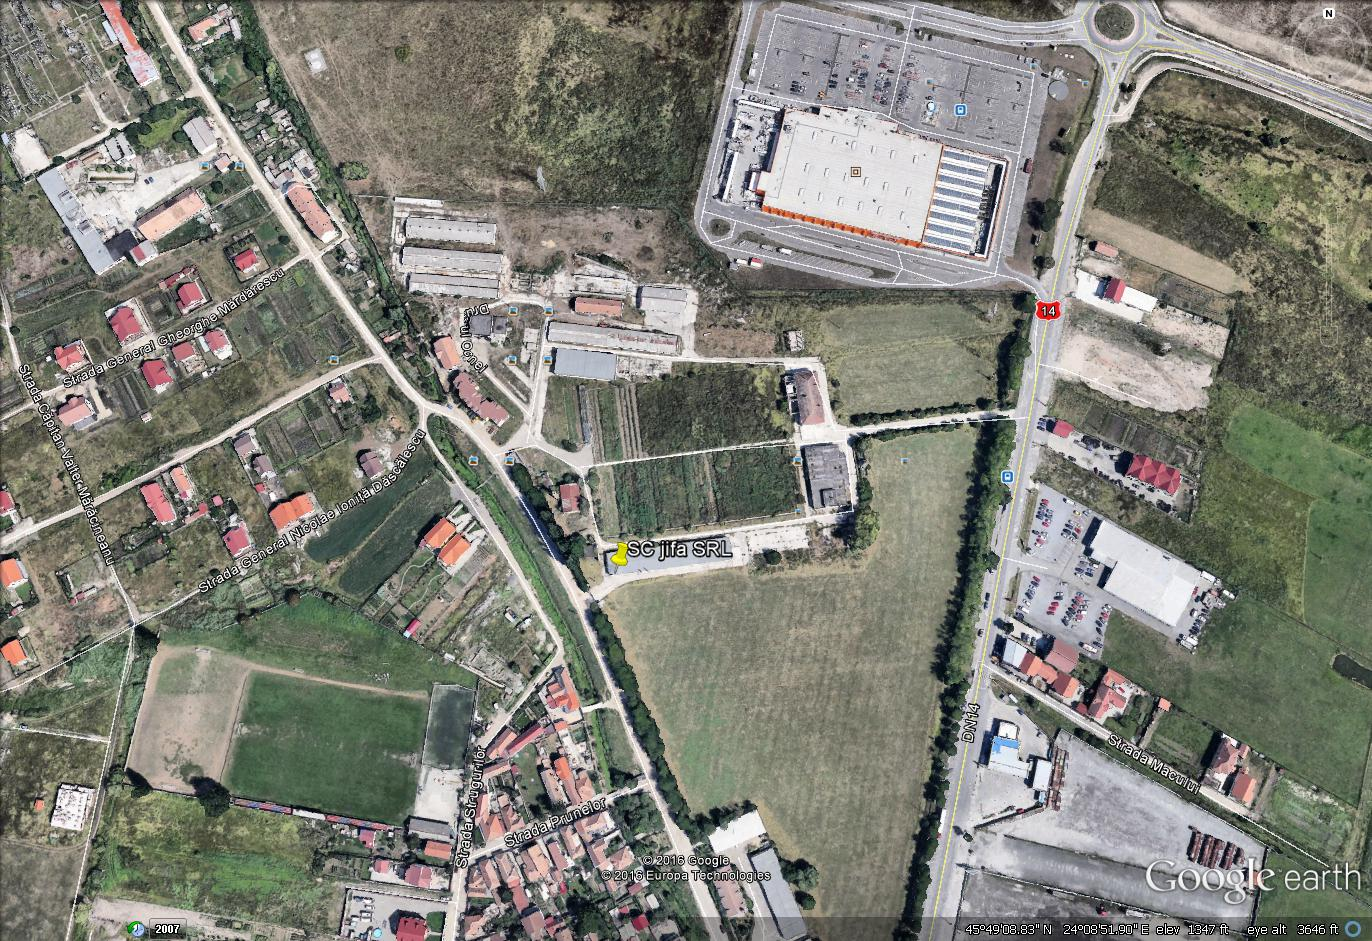 N
14
Drumul Ocnei
Strada General Gheorghe Mărdărescu
Strada Căpitan Valter Mărăcineanu
Strada General Nicolae Ioniță Dăscălescu
SC jifa SRL
DN14
Strada Macului
Strada Strugurilor
Strada Prunelor
© 2016 Google
© 2016 Europa Technologies
Google earth
2007
45°49'08.83" N 24°08'51.90" E elev 1347 ft eye alt 3646 ft